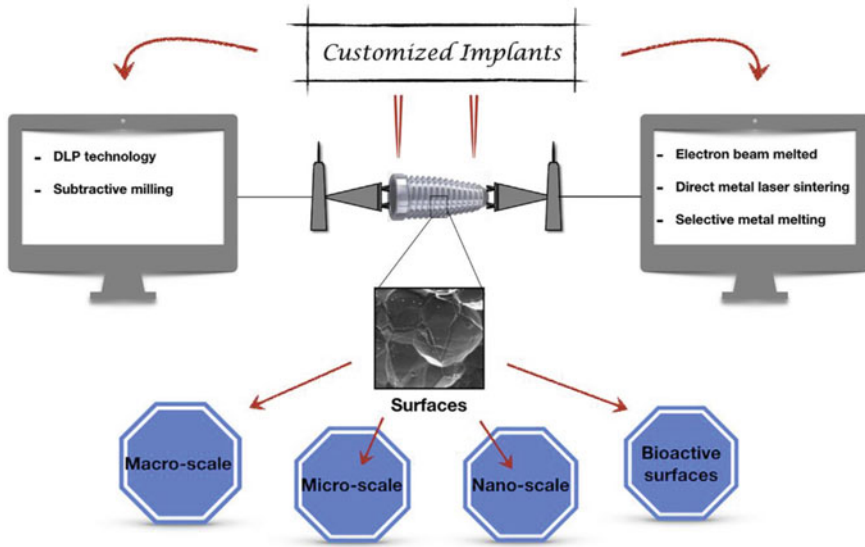 Customized Implants
- DLP technology
- Subtractive milling
- Electron beam melted
- Direct metal laser sintering
- Selective metal melting
Surfaces
Macro-scale
Micro-scale
Nano-scale
Bioactive
surfaces